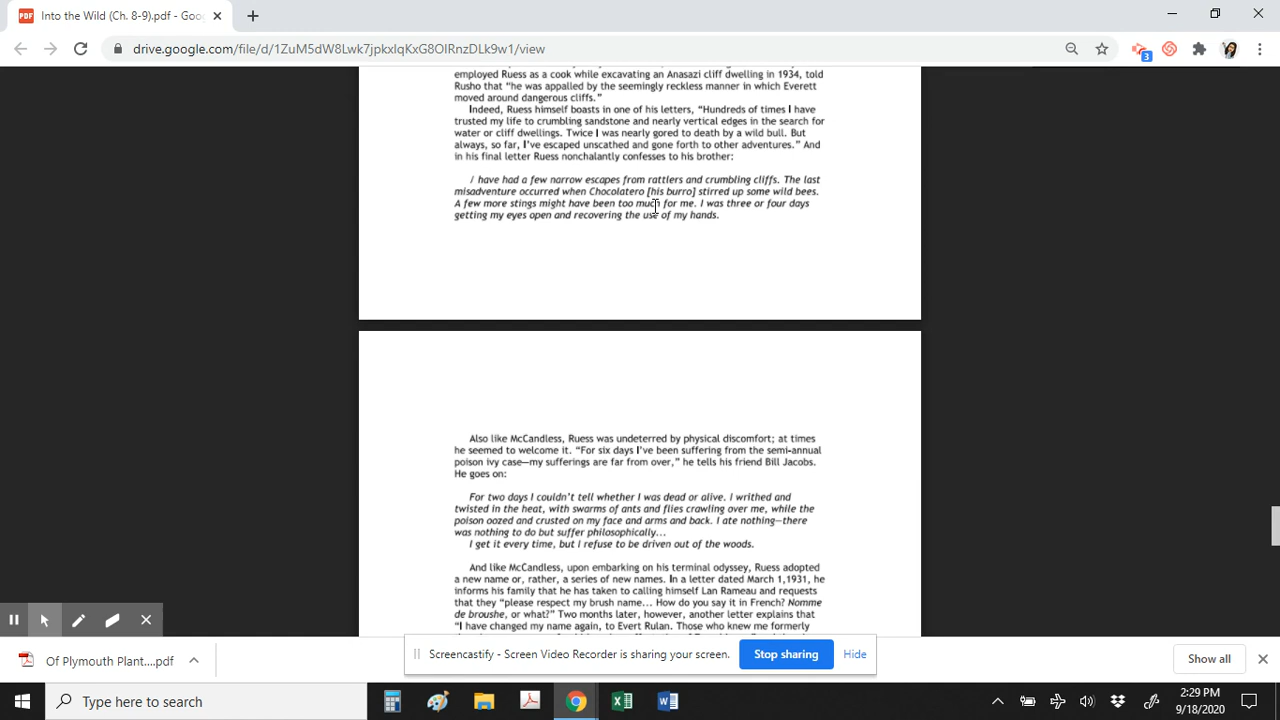 Into the Wild (Ch. 8-9).pdf - Goo
drive.google.com/file/d/1ZuM5dW8Lwk7jpkxlqKxG8OIRnzDLk9w1/view
3
employed Ruess as a cook while excavating an Anasazi cliff dwelling in 1934, told
Rusho that “he was appalled by the seemingly reckless manner in which Everett
moved around dangerous cliffs.”
Indeed, Ruess himself boasts in one of his letters, “Hundreds of times I have
trusted my life to crumbling sandstone and nearly vertical edges in the search for
water or cliff dwellings. Twice I was nearly gored to death by a wild bull. But
always, so far, I’ve escaped unscathed and gone forth to other adventures.” And
in his final letter Ruess nonchalantly confesses to his brother:
I have had a few narrow escapes from rattlers and crumbling cliffs. The last
misadventure occurred when Chocolatero [his burro] stirred up some wild bees.
A few more stings might have been too much for me. I was three or four days
getting my eyes open and recovering the use of my hands.
Also like McCandless, Ruess was undeterred by physical discomfort; at times
he seemed to welcome it. “For six days I’ve been suffering from the semi-annual
poison ivy case—my sufferings are far from over,” he tells his friend Bill Jacobs.
He goes on:
For two days I couldn’t tell whether I was dead or alive. I writhed and
twisted in the heat, with swarms of ants and flies crawling over me, while the
poison oozed and crusted on my face and arms and back. I ate nothing—there
was nothing to do but suffer philosophically...
I get it every time, but I refuse to be driven out of the woods.
And like McCandless, upon embarking on his terminal odyssey, Ruess adopted
a new name or, rather, a series of new names. In a letter dated March 1,1931, he
informs his family that he has taken to calling himself Lan Rameau and requests
that they “please respect my brush name... How do you say it in French? Nomme
de broushe, or what?” Two months later, however, another letter explains that
“I have changed my name again, to Evert Rulan. Those who knew me formerly
Screencastify - Screen Video Recorder is sharing your screen.
Stop sharing
Hide
Of Plymouth Plant....pdf
Show all
Type here to search
2:29 PM
9/18/2020